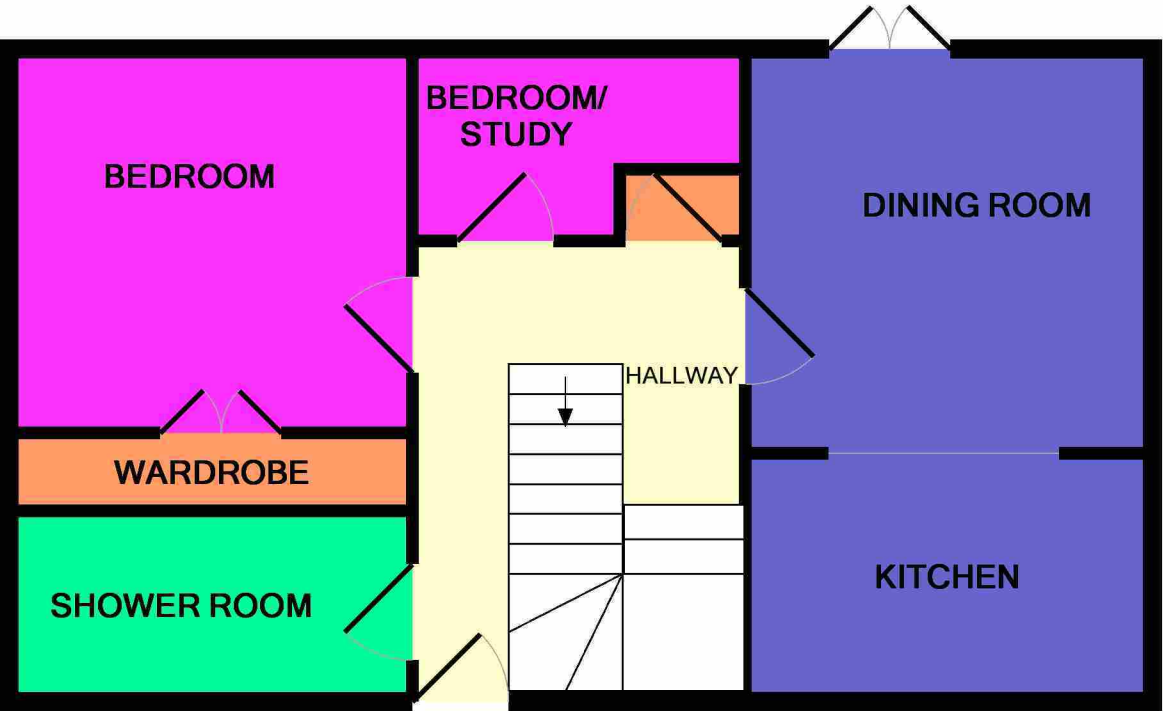 BEDROOM/
STUDY
BEDROOM
DINING ROOM
HALLWAY
WARDROBE
KITCHEN
SHOWER ROOM